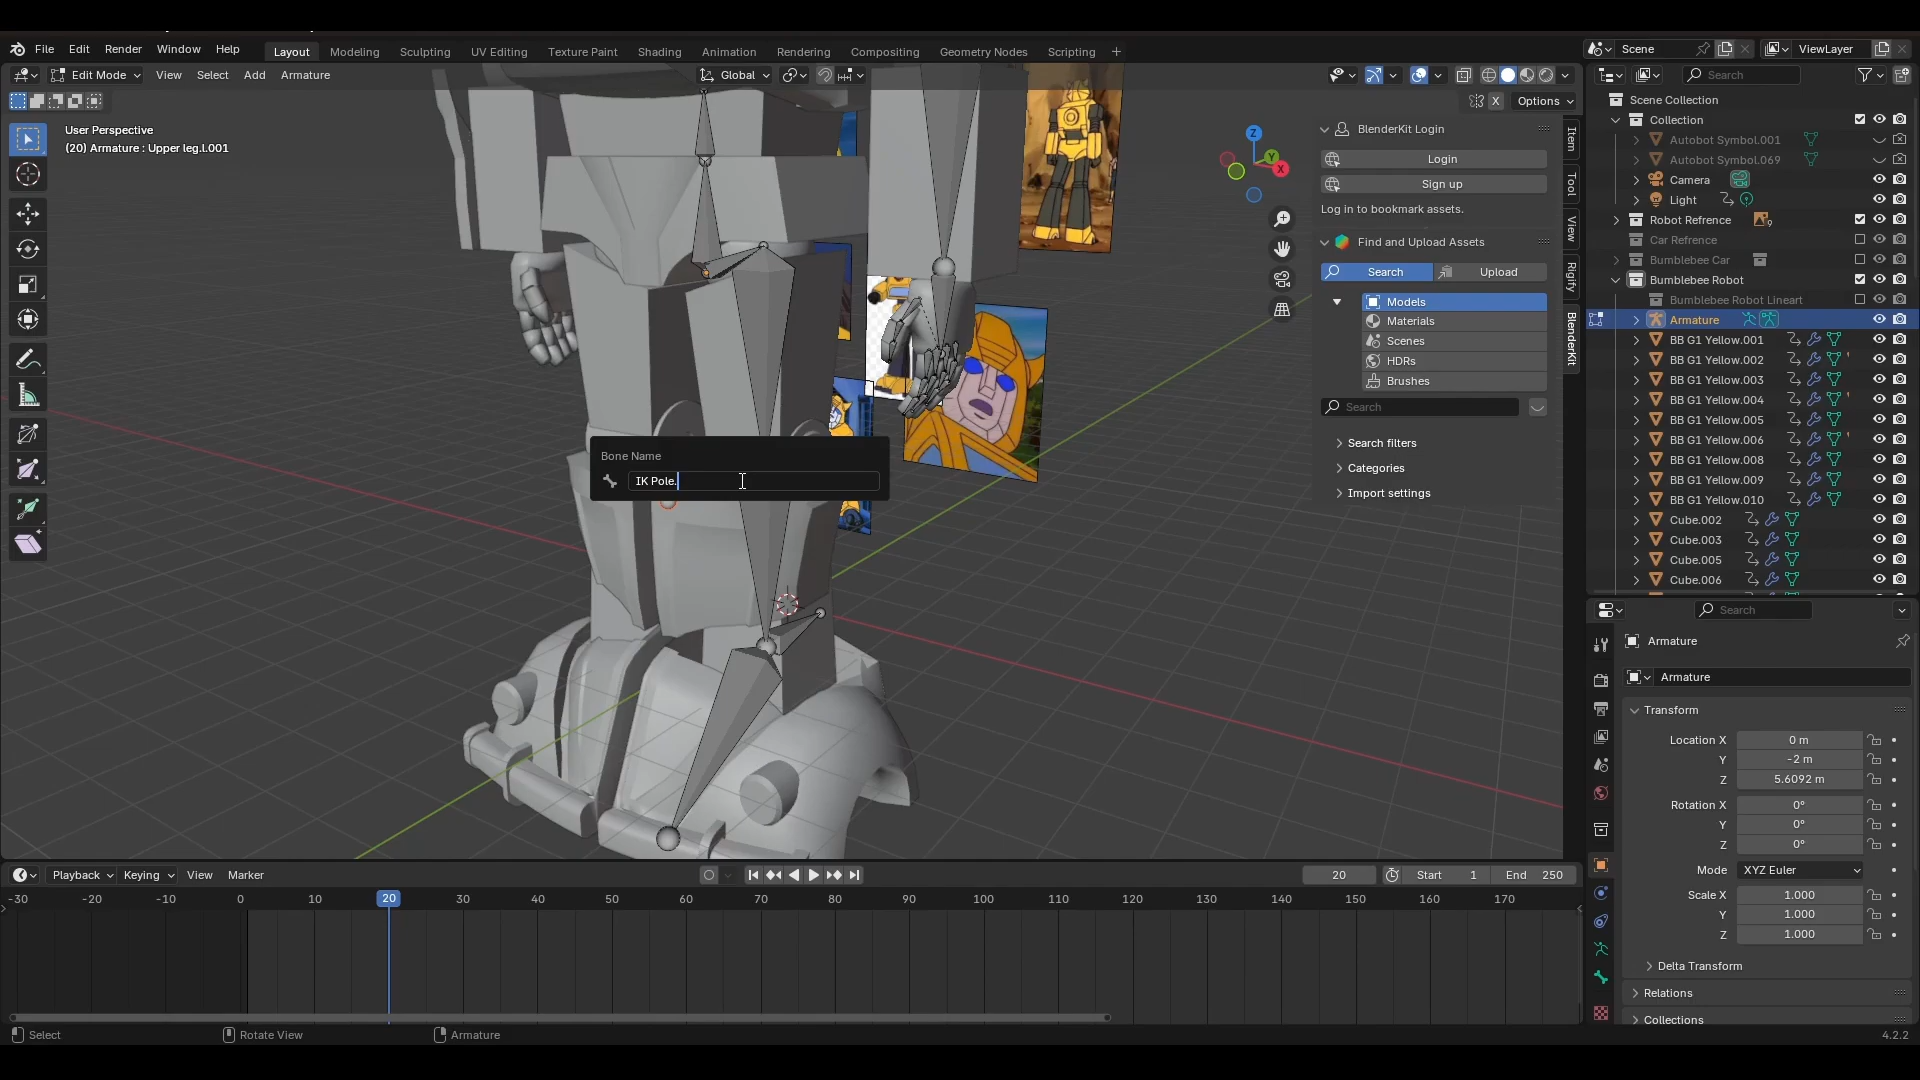 File Edit Render Window Help
Layout Modeling Sculpting UV Editing Texture Paint Shading Animation Rendering Compositing Geometry Nodes Scripting +
Scene
ViewLayer
Edit Mode View Select Add Armature
Global
Search
X Options
User Perspective
(20) Armature : Upper leg.l.001
Z
Y
X
Bone Name
IK Pole.
BlenderKit Login
Login
Sign up
Log in to bookmark assets.
Find and Upload Assets
Search Upload
Models
Materials
Scenes
HDRs
Brushes
Search
Search filters
Categories
Import settings
Item
Tool
View
Rigify
BlenderKit
Scene Collection
Collection
Autobot Symbol.001
Autobot Symbol.069
Camera
Light
Robot Refrence 9
Car Refrence
Bumblebee Car
Bumblebee Robot
Bumblebee Robot Lineart
Armature
BB G1 Yellow.001
BB G1 Yellow.002
BB G1 Yellow.003
BB G1 Yellow.004
BB G1 Yellow.005
BB G1 Yellow.006
BB G1 Yellow.008
BB G1 Yellow.009
BB G1 Yellow.010
Cube.002
Cube.003
Cube.005
Cube.006
Search
Armature
Armature
Transform
Location X 0 m
Y -2 m
Z 5.6092 m
Rotation X 0°
Y 0°
Z 0°
Mode XYZ Euler
Scale X 1.000
Y 1.000
Z 1.000
Delta Transform
Relations
Collections
Playback Keying View Marker
20 Start 1 End 250
-30 -20 -10 0 10 20 30 40 50 60 70 80 90 100 110 120 130 140 150 160 170
Select Rotate View Armature 4.2.2